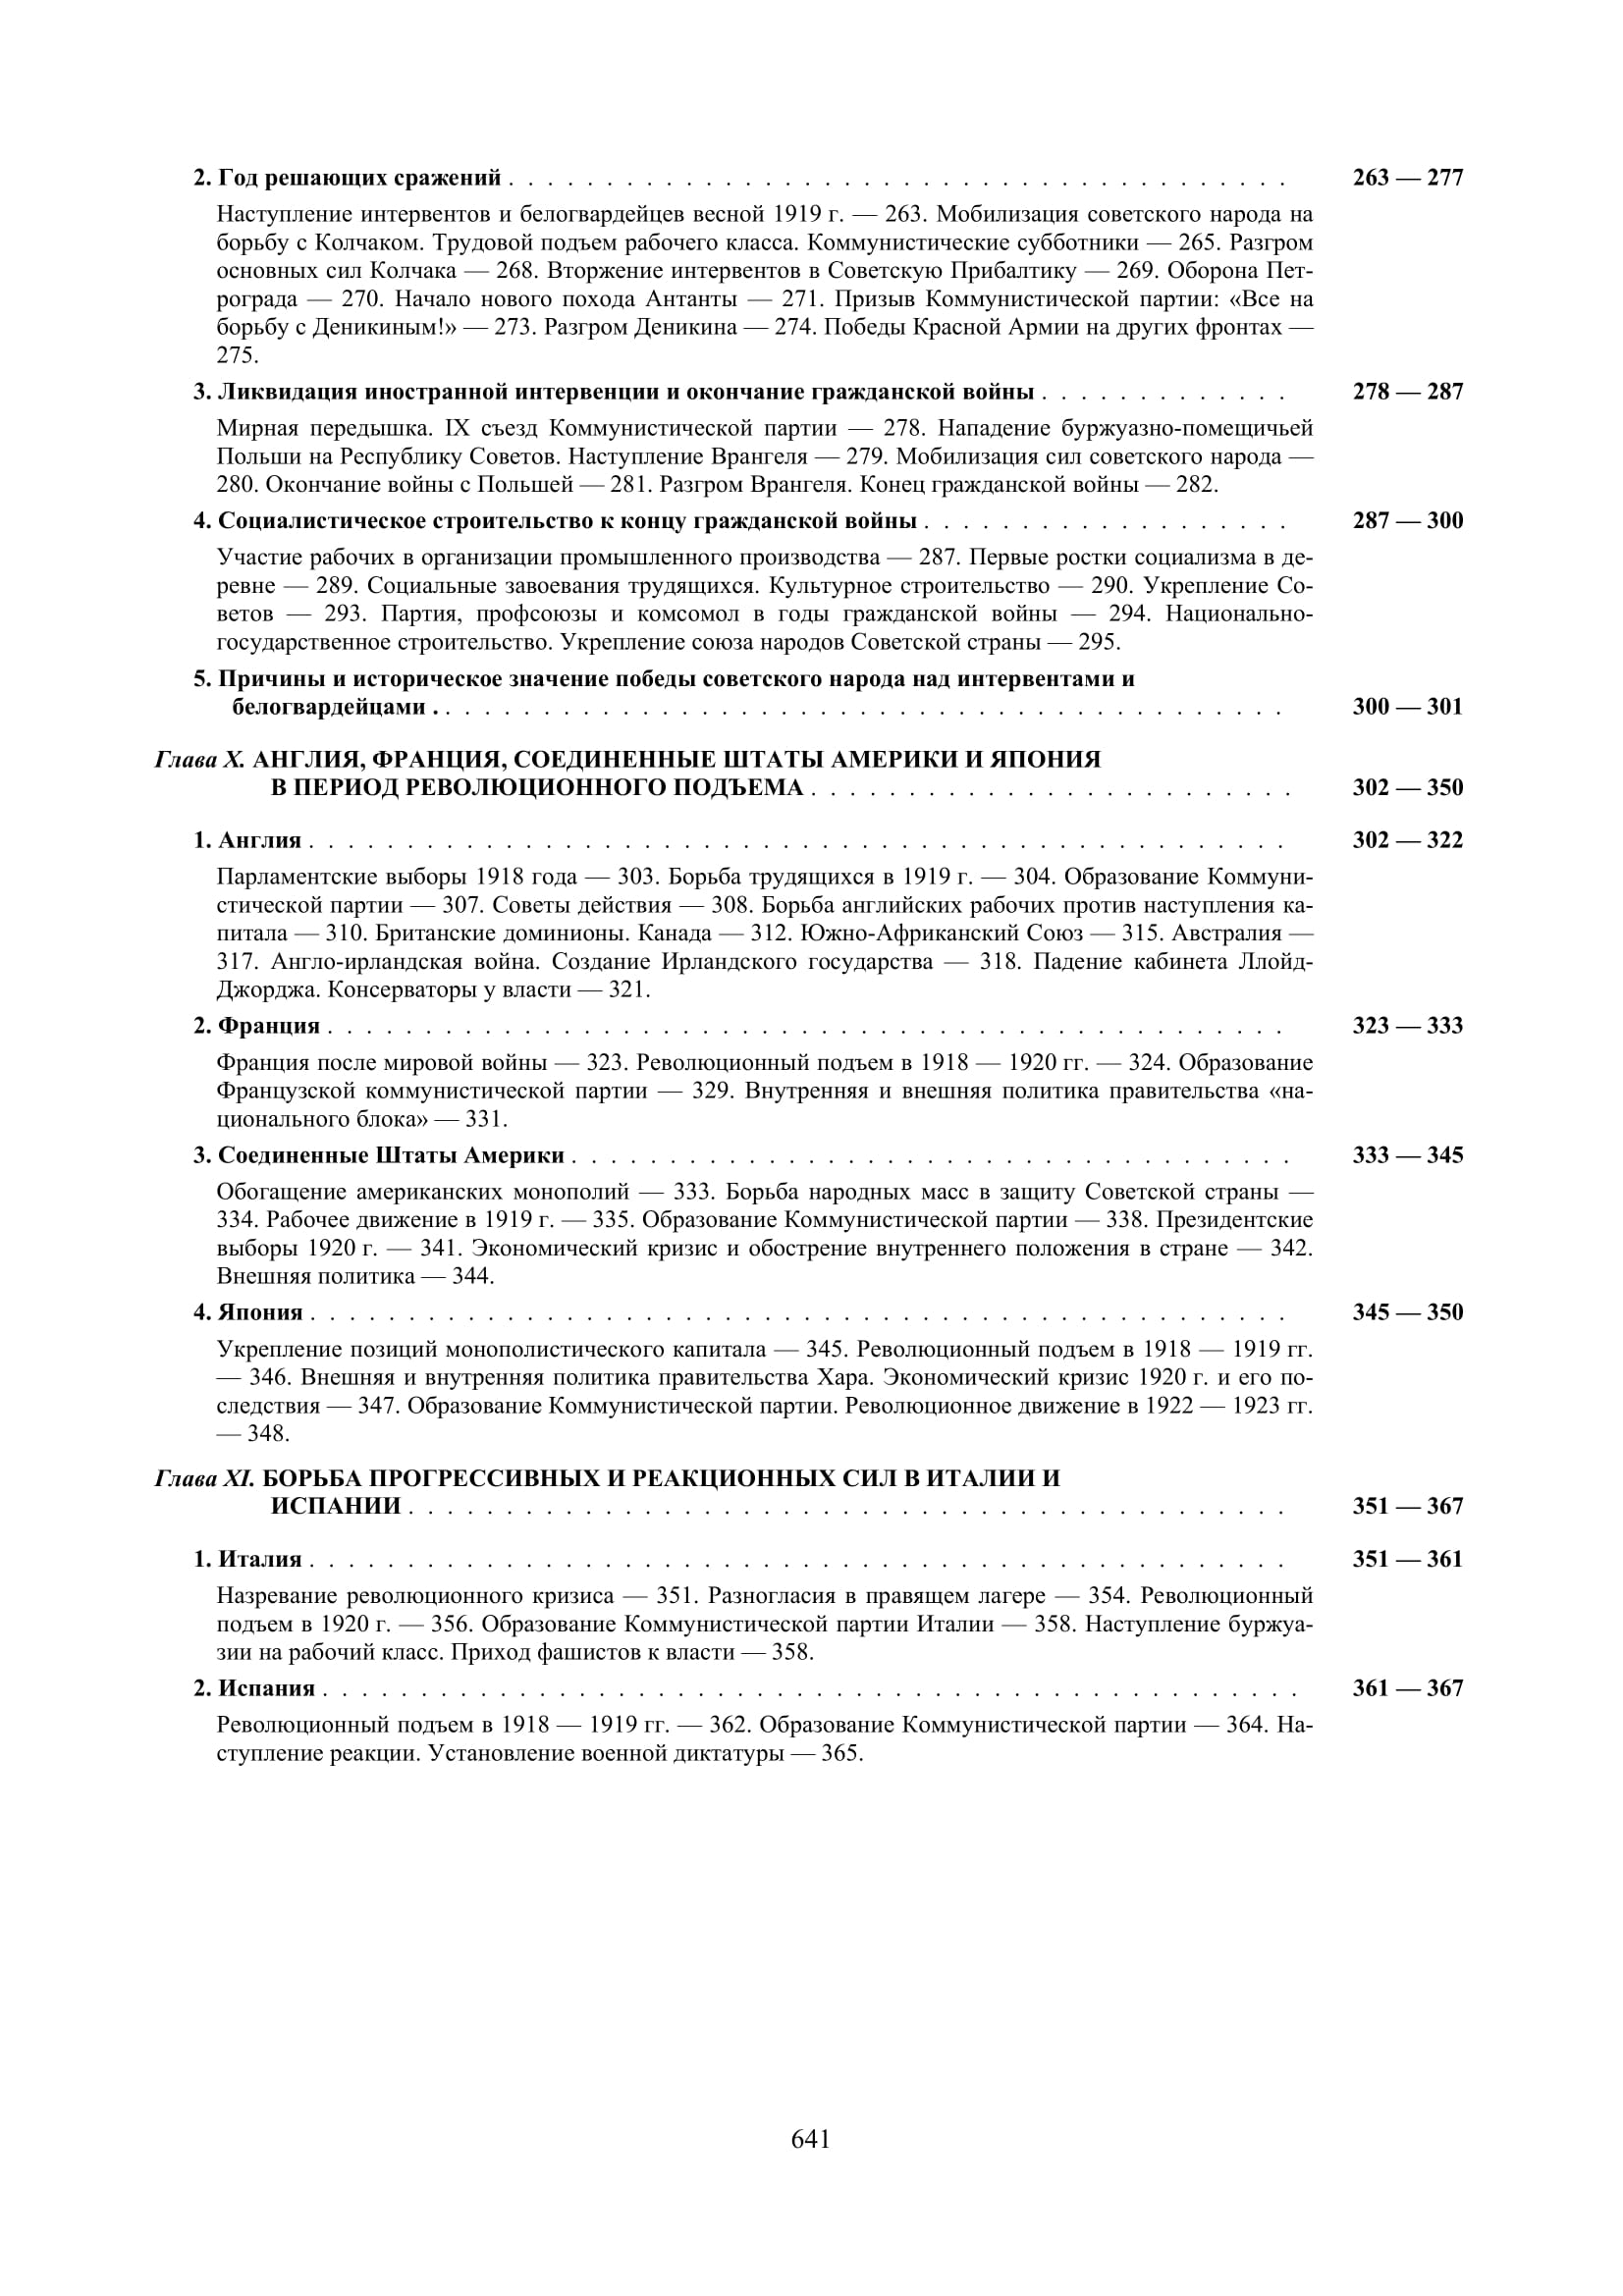 2. Год решающих сражений . . . . . . . . . . . . . . . . . . . . . . . . . . . . . . . . . . . . . . . 263 — 277
Наступление интервентов и белогвардейцев весной 1919 г. — 263. Мобилизация советского народа на
борьбу с Колчаком. Трудовой подъем рабочего класса. Коммунистические субботники — 265. Разгром
основных сил Колчака — 268. Вторжение интервентов в Советскую Прибалтику — 269. Оборона Пет-
рограда — 270. Начало нового похода Антанты — 271. Призыв Коммунистической партии: «Все на
борьбу с Деникиным!» — 273. Разгром Деникина — 274. Победы Красной Армии на других фронтах —
275.
3. Ликвидация иностранной интервенции и окончание гражданской войны . . . . . . . . . . . . . 278 — 287
Мирная передышка. IX съезд Коммунистической партии — 278. Нападение буржуазно-помещичьей
Польши на Республику Советов. Наступление Врангеля — 279. Мобилизация сил советского народа —
280. Окончание войны с Польшей — 281. Разгром Врангеля. Конец гражданской войны — 282.
4. Социалистическое строительство к концу гражданской войны . . . . . . . . . . . . . . . . . . . 287 — 300
Участие рабочих в организации промышленного производства — 287. Первые ростки социализма в де-
ревне — 289. Социальные завоевания трудящихся. Культурное строительство — 290. Укрепление Со-
ветов — 293. Партия, профсоюзы и комсомол в годы гражданской войны — 294. Национально-
государственное строительство. Укрепление союза народов Советской страны — 295.
5. Причины и историческое значение победы советского народа над интервентами и
белогвардейцами . . . . . . . . . . . . . . . . . . . . . . . . . . . . . . . . . . . . . . . . . . . . 300 — 301
Глава X. АНГЛИЯ, ФРАНЦИЯ, СОЕДИНЕННЫЕ ШТАТЫ АМЕРИКИ И ЯПОНИЯ
В ПЕРИОД РЕВОЛЮЦИОННОГО ПОДЪЕМА . . . . . . . . . . . . . . . . . . . . . . . . . 302 — 350
1. Англия . . . . . . . . . . . . . . . . . . . . . . . . . . . . . . . . . . . . . . . . . . . . . . . . . . 302 — 322
Парламентские выборы 1918 года — 303. Борьба трудящихся в 1919 г. — 304. Образование Коммуни-
стической партии — 307. Советы действия — 308. Борьба английских рабочих против наступления ка-
питала — 310. Британские доминионы. Канада — 312. Южно-Африканский Союз — 315. Австралия —
317. Англо-ирландская война. Создание Ирландского государства — 318. Падение кабинета Ллойд-
Джорджа. Консерваторы у власти — 321.
2. Франция . . . . . . . . . . . . . . . . . . . . . . . . . . . . . . . . . . . . . . . . . . . . . . . . . 323 — 333
Франция после мировой войны — 323. Революционный подъем в 1918 — 1920 гг. — 324. Образование
Французской коммунистической партии — 329. Внутренняя и внешняя политика правительства «на-
ционального блока» — 331.
3. Соединенные Штаты Америки . . . . . . . . . . . . . . . . . . . . . . . . . . . . . . . . . . . . . 333 — 345
Обогащение американских монополий — 333. Борьба народных масс в защиту Советской страны —
334. Рабочее движение в 1919 г. — 335. Образование Коммунистической партии — 338. Президентские
выборы 1920 г. — 341. Экономический кризис и обострение внутреннего положения в стране — 342.
Внешняя политика — 344.
4. Япония . . . . . . . . . . . . . . . . . . . . . . . . . . . . . . . . . . . . . . . . . . . . . . . . . . 345 — 350
Укрепление позиций монополистического капитала — 345. Революционный подъем в 1918 — 1919 гг.
— 346. Внешняя и внутренняя политика правительства Хара. Экономический кризис 1920 г. и его по-
следствия — 347. Образование Коммунистической партии. Революционное движение в 1922 — 1923 гг.
— 348.
Глава XI. БОРЬБА ПРОГРЕССИВНЫХ И РЕАКЦИОННЫХ СИЛ В ИТАЛИИ И
ИСПАНИИ . . . . . . . . . . . . . . . . . . . . . . . . . . . . . . . . . . . . . . . . . . . . . 351 — 367
1. Италия . . . . . . . . . . . . . . . . . . . . . . . . . . . . . . . . . . . . . . . . . . . . . . . . . . 351 — 361
Назревание революционного кризиса — 351. Разногласия в правящем лагере — 354. Революционный
подъем в 1920 г. — 356. Образование Коммунистической партии Италии — 358. Наступление буржуа-
зии на рабочий класс. Приход фашистов к власти — 358.
2. Испания . . . . . . . . . . . . . . . . . . . . . . . . . . . . . . . . . . . . . . . . . . . . . . . . . . 361 — 367
Революционный подъем в 1918 — 1919 гг. — 362. Образование Коммунистической партии — 364. На-
ступление реакции. Установление военной диктатуры — 365.
641